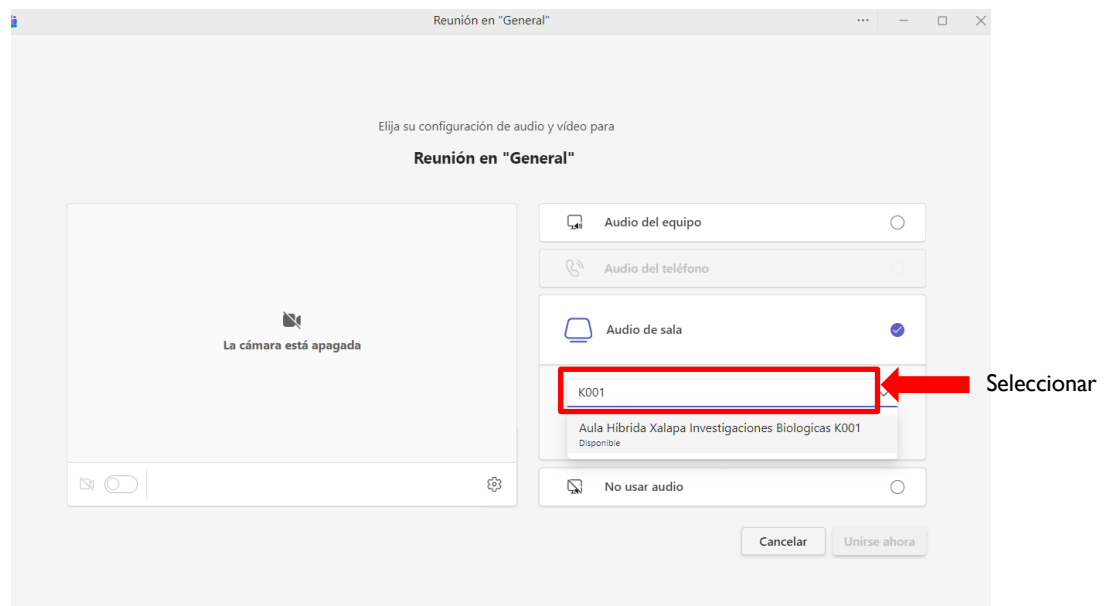 Reunión en "General"
Elija su configuración de audio y vídeo para
Reunión en "General"
La cámara está apagada
Audio del equipo
Audio del teléfono
Audio de sala
K001
Seleccionar
Aula Hibrida Xalapa Investigaciones Biologicas K001
Disponible
No usar audio
Cancelar
Unirse ahora